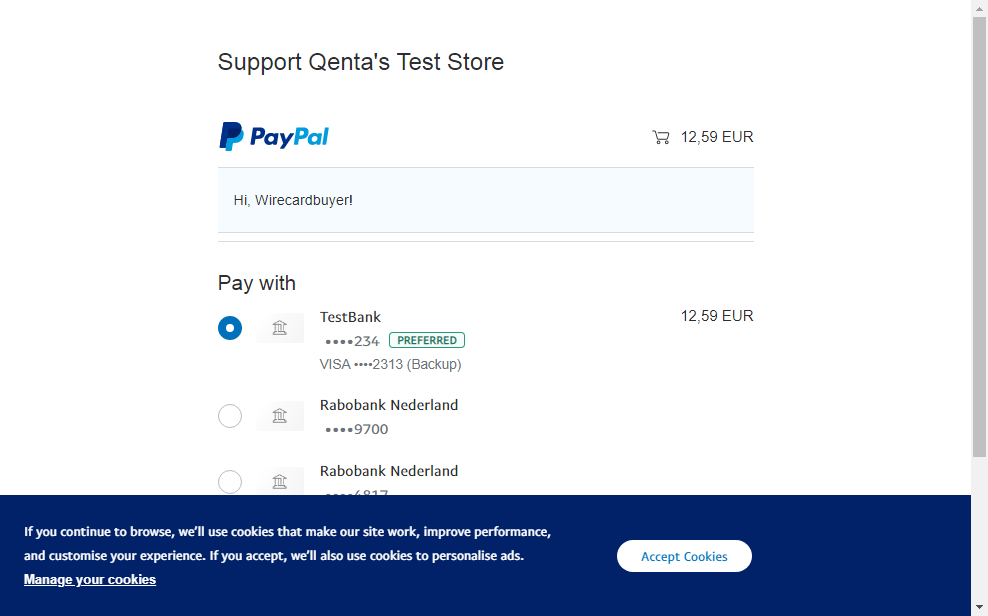 Support Qenta's Test Store
PayPal
12,59 EUR
Hi, Wirecardbuyer!
Pay with
TestBank
12,59 EUR
••••234 PREFERRED
VISA ••••2313 (Backup)
Rabobank Nederland
••••9700
Rabobank Nederland
••••4817
If you continue to browse, we'll use cookies that make our site work, improve performance,
and customise your experience. If you accept, we'll also use cookies to personalise ads.
Manage your cookies
Accept Cookies